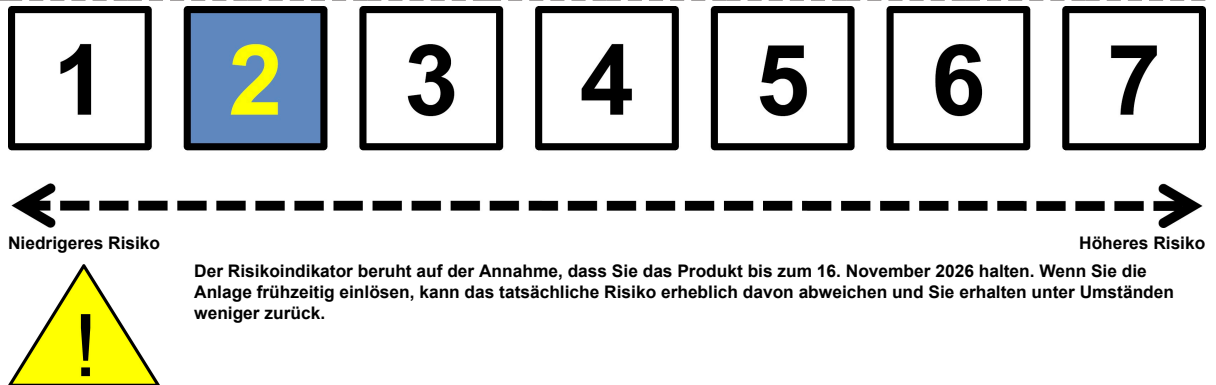 1 2 3 4 5 6 7
Niedrigeres Risiko Höheres Risiko
Der Risikoindikator beruht auf der Annahme, dass Sie das Produkt bis zum 16. November 2026 halten. Wenn Sie die
Anlage frühzeitig einlösen, kann das tatsächliche Risiko erheblich davon abweichen und Sie erhalten unter Umständen
weniger zurück.
!